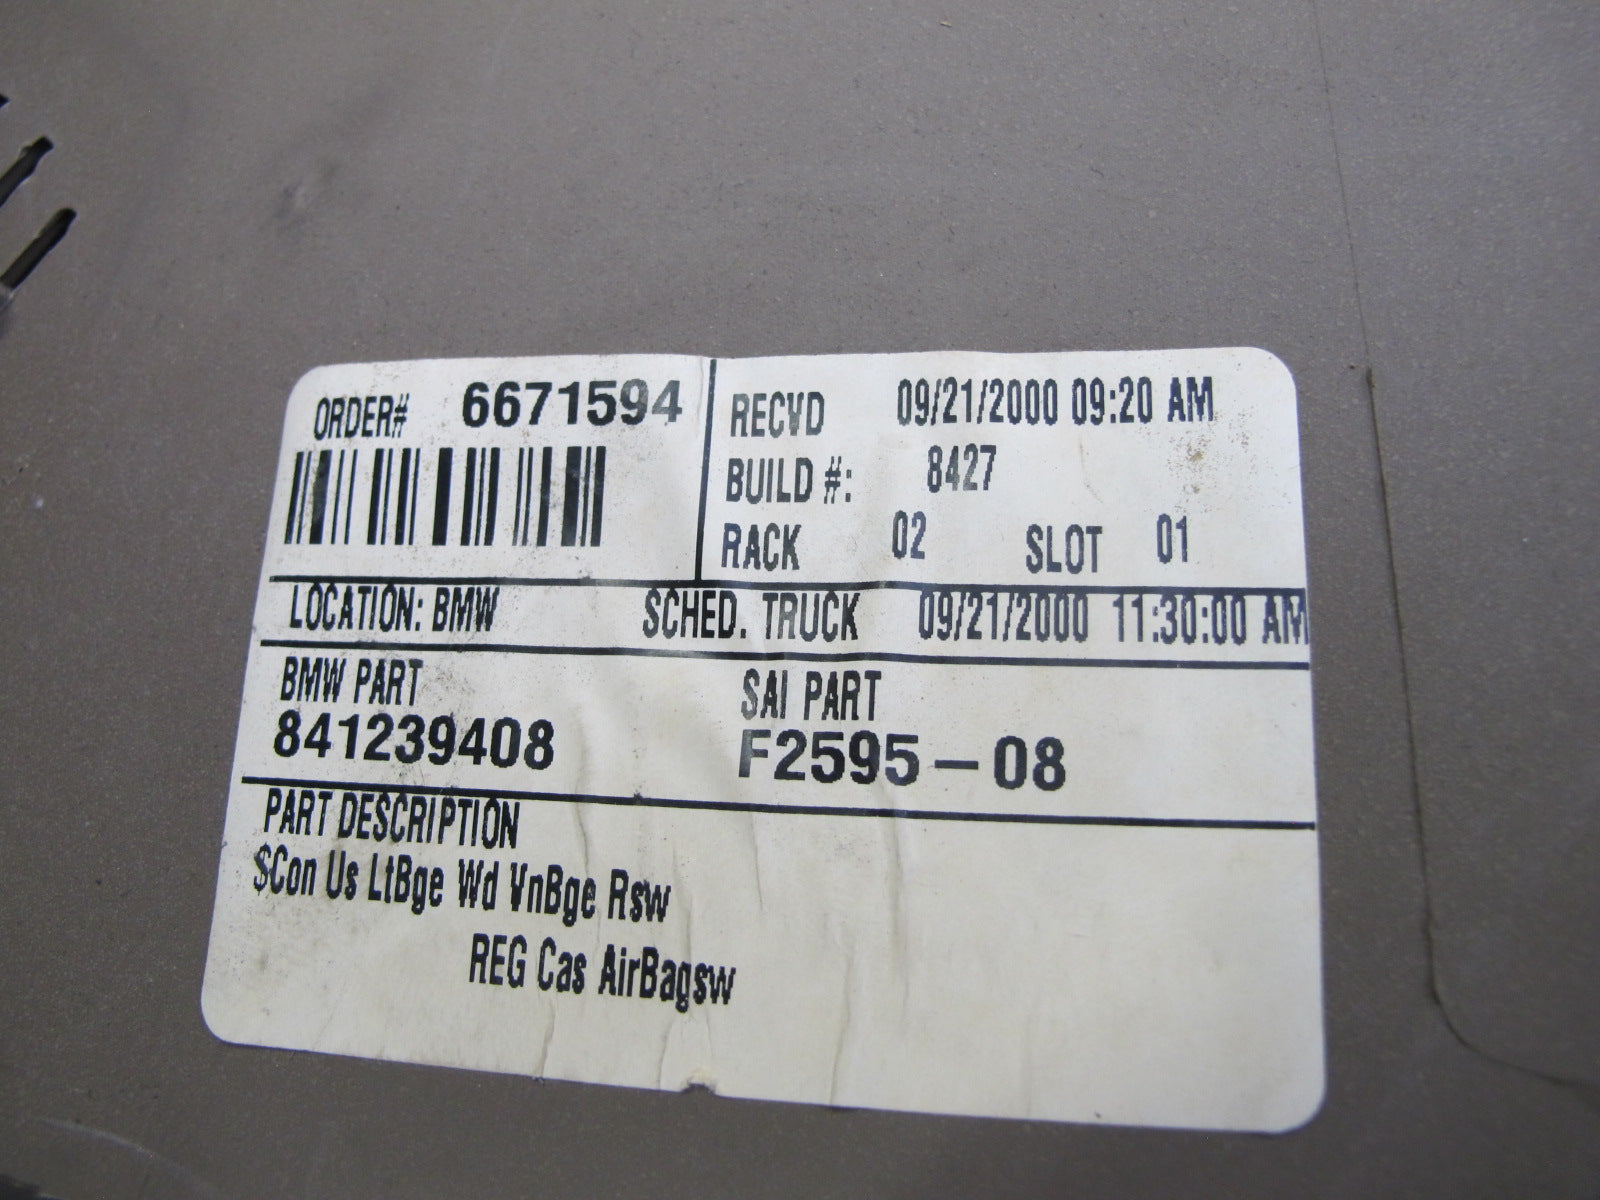 ORDER# 6671594
RECVD 09/21/2000 09:20 AM
BUILD #: 8427
RACK 02 SLOT 01
LOCATION: BMW SCHED. TRUCK 09/21/2000 11:30:00 AM
BMW PART
841239408
SAI PART
F2595-08
PART DESCRIPTION
$Con Us LtBge Wd VnBge Rsw
REG Cas AirBagsw